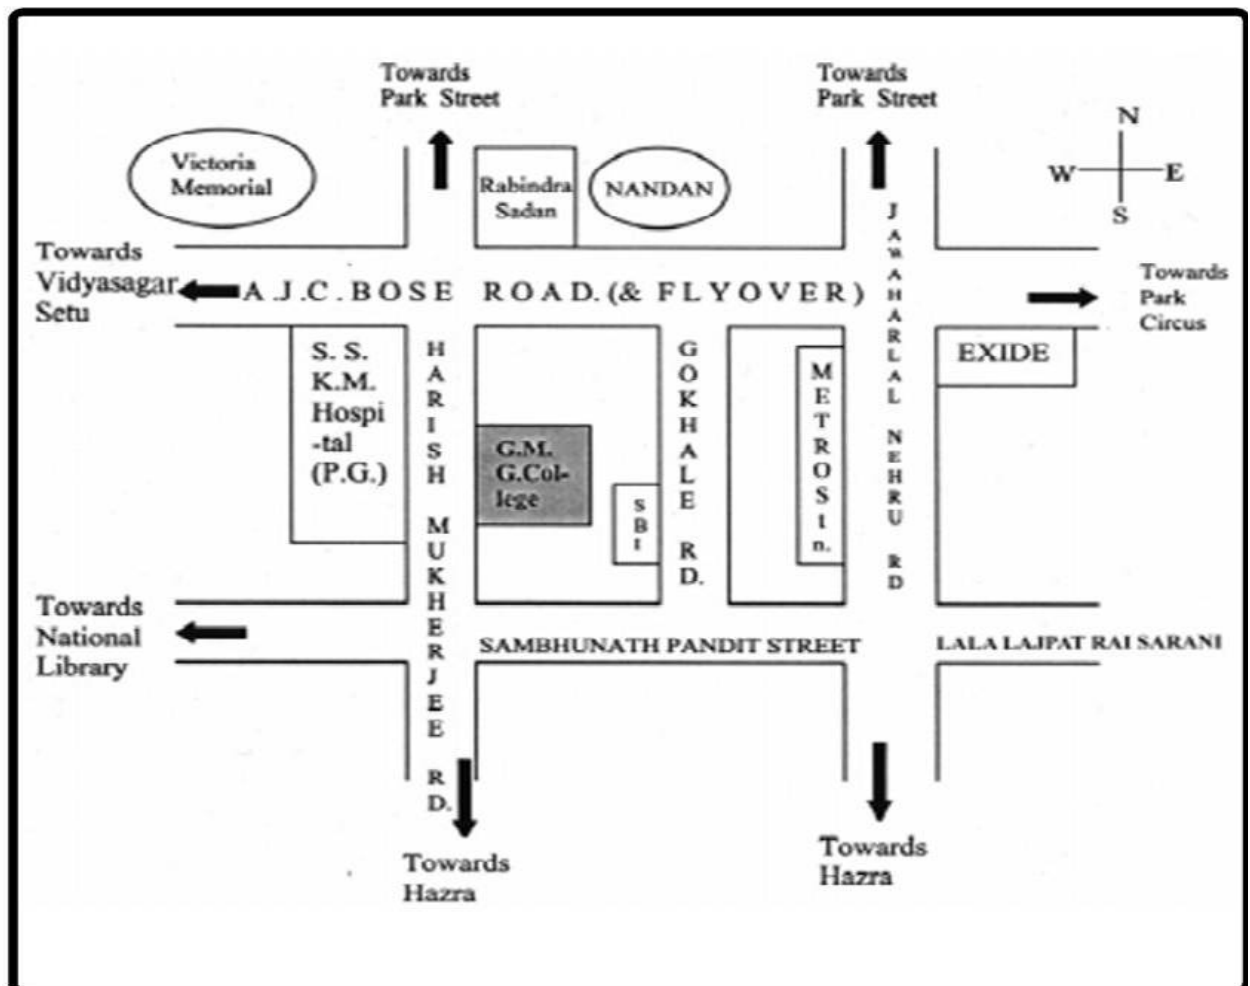 Towards
Park Street
Towards
Park Street
N
W E
S
Victoria
Memorial
Rabindra
Sadan
NANDAN
Towards
Vidyasagar
Setu
A.J.C.BOSE ROAD.(& FLYOVER)
JAWAHARLAL NEHRU RD
Towards
Park
Circus
S. S.
K.M.
Hospi
-tal
(P.G.)
HARISH MUKHERJEE RD.
G.M.
G.Col-
lege
SBI
GOKHALE RD.
METROStn.
EXIDE
Towards
National
Library
SAMBHUNATH PANDIT STREET
LALA LAJPAT RAI SARANI
Towards
Hazra
Towards
Hazra